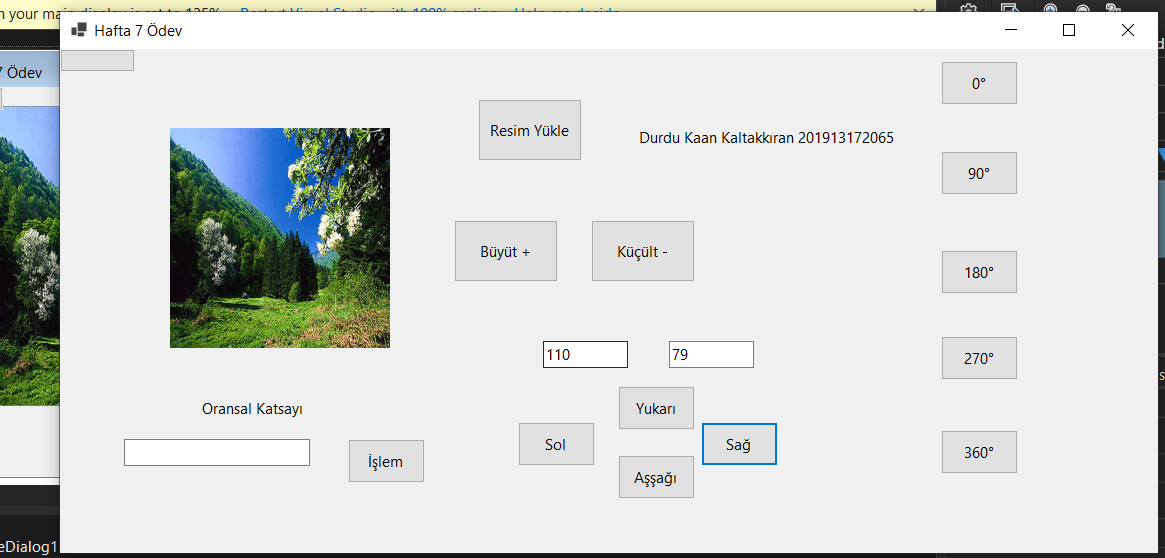 your main display is set to 125%. Restart Visual Studio with 100% scaling Help me decide
Hafta 7 Ödev
7 Ödev
0°
Resim Yükle
Durdu Kaan Kaltakkıran 201913172065
90°
Büyüt +
Küçült -
180°
110
79
270°
Oransal Katsayı
Yukarı
Sol
Sağ
360°
İşlem
Aşşağı
eDialog1